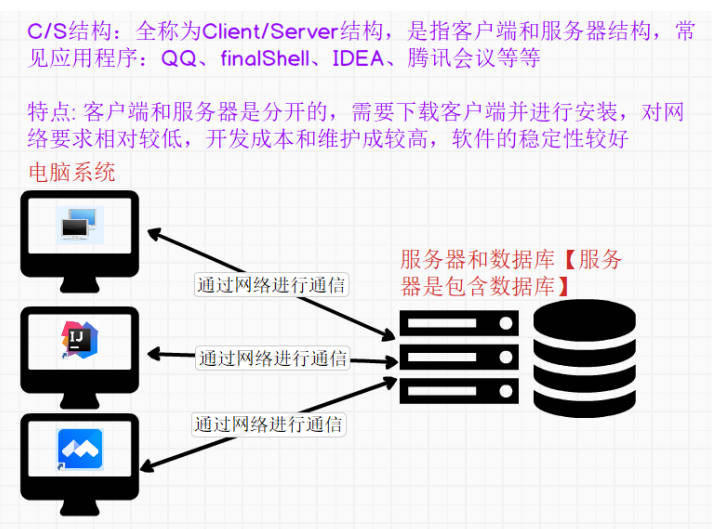 C/S结构：全称为Client/Server结构，是指客户端和服务器结构，常
见应用程序：QQ、finalShell、IDEA、腾讯会议等等
特点: 客户端和服务器是分开的，需要下载客户端并进行安装，对网
络要求相对较低，开发成本和维护成较高，软件的稳定性较好
电脑系统
服务器和数据库【服务
器是包含数据库】
通过网络进行通信
IJ
通过网络进行通信
通过网络进行通信